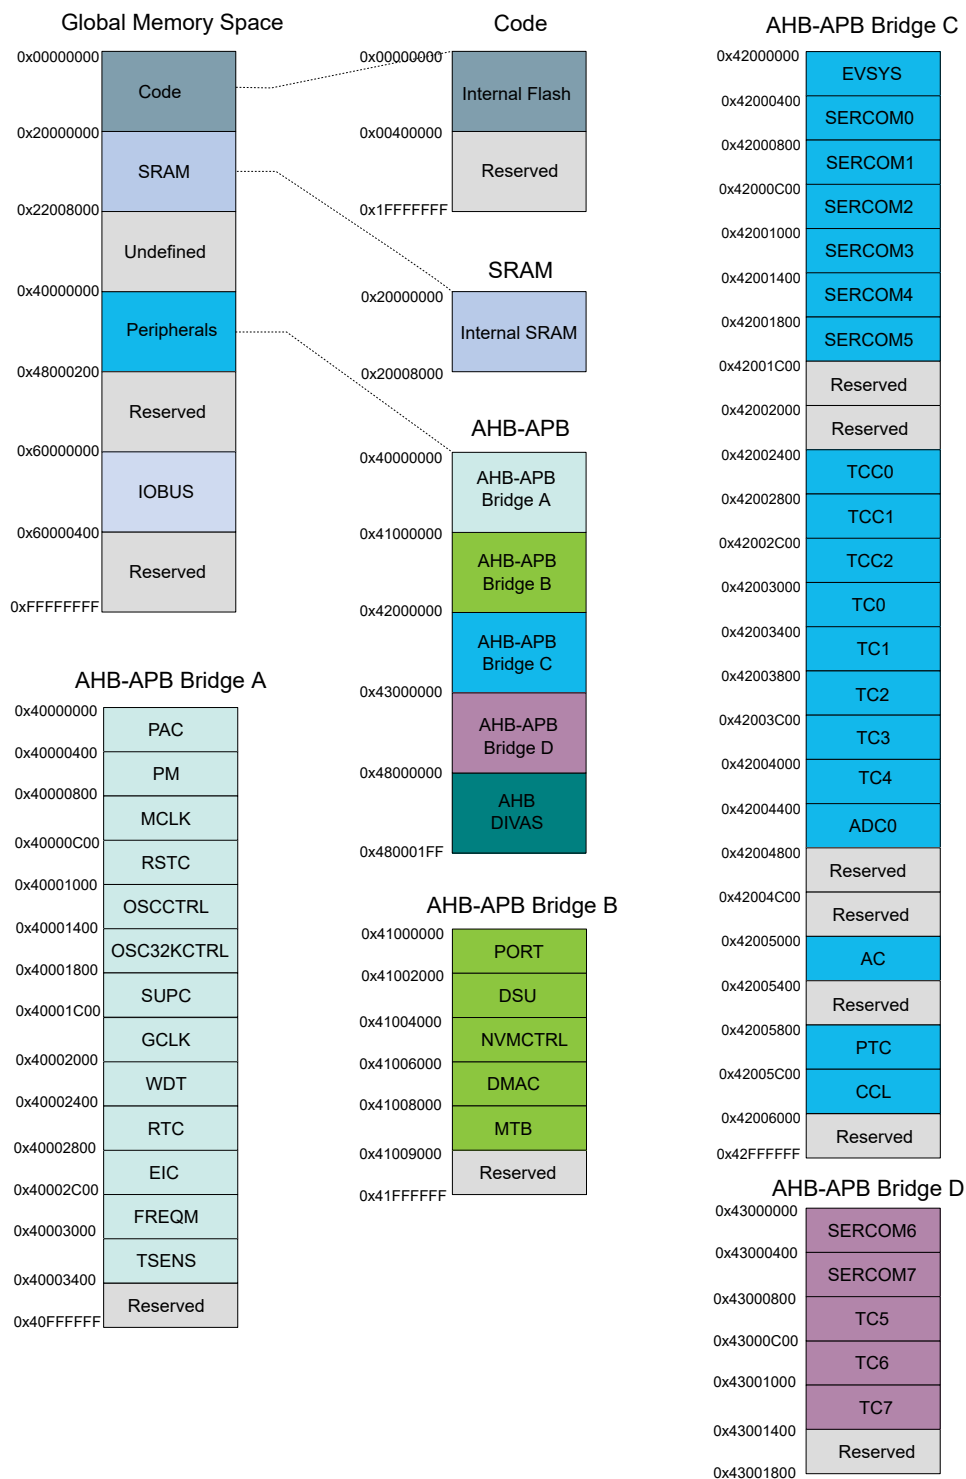 Global Memory Space
0x00000000
Code
0x20000000
SRAM
0x22008000
Undefined
0x40000000
Peripherals
0x48000200
Reserved
0x60000000
IOBUS
0x60000400
Reserved
0xFFFFFFFF
Code
0x00000000
Internal Flash
0x00400000
Reserved
0x1FFFFFFF
SRAM
0x20000000
Internal SRAM
0x20008000
AHB-APB
0x40000000
AHB-APB
Bridge A
0x41000000
AHB-APB
Bridge B
0x42000000
AHB-APB
Bridge C
0x43000000
AHB-APB
Bridge D
0x48000000
AHB
DIVAS
0x480001FF
AHB-APB Bridge A
0x40000000
PAC
0x40000400
PM
0x40000800
MCLK
0x40000C00
RSTC
0x40001000
OSCCTRL
0x40001400
OSC32KCTRL
0x40001800
SUPC
0x40001C00
GCLK
0x40002000
WDT
0x40002400
RTC
0x40002800
EIC
0x40002C00
FREQM
0x40003000
TSENS
0x40003400
Reserved
0x40FFFFFF
AHB-APB Bridge B
0x41000000
PORT
0x41002000
DSU
0x41004000
NVMCTRL
0x41006000
DMAC
0x41008000
MTB
0x41009000
Reserved
0x41FFFFFF
AHB-APB Bridge C
0x42000000
EVSYS
0x42000400
SERCOM0
0x42000800
SERCOM1
0x42000C00
SERCOM2
0x42001000
SERCOM3
0x42001400
SERCOM4
0x42001800
SERCOM5
0x42001C00
Reserved
0x42002000
Reserved
0x42002400
TCC0
0x42002800
TCC1
0x42002C00
TCC2
0x42003000
TC0
0x42003400
TC1
0x42003800
TC2
0x42003C00
TC3
0x42004000
TC4
0x42004400
ADC0
0x42004800
Reserved
0x42004C00
Reserved
0x42005000
AC
0x42005400
Reserved
0x42005800
PTC
0x42005C00
CCL
0x42006000
Reserved
0x42FFFFFF
AHB-APB Bridge D
0x43000000
SERCOM6
0x43000400
SERCOM7
0x43000800
TC5
0x43000C00
TC6
0x43001000
TC7
0x43001400
Reserved
0x43001800